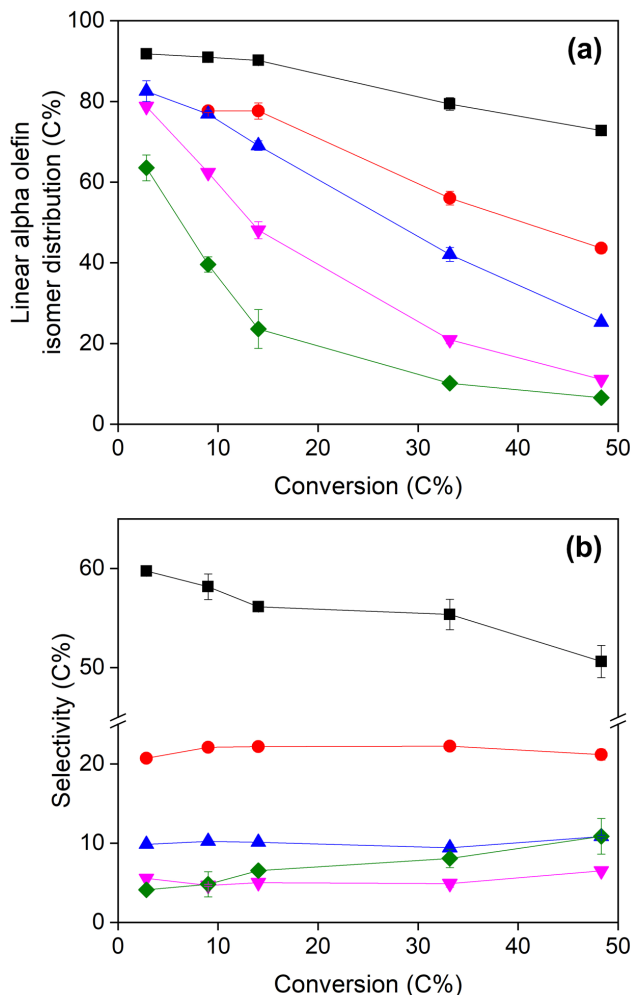 (a)
Linear alpha olefin
isomer distribution (C%)
100
80
60
40
20
0
0 10 20 30 40 50
Conversion (C%)
(b)
Selectivity (C%)
60
50
20
10
0
0 10 20 30 40 50
Conversion (C%)